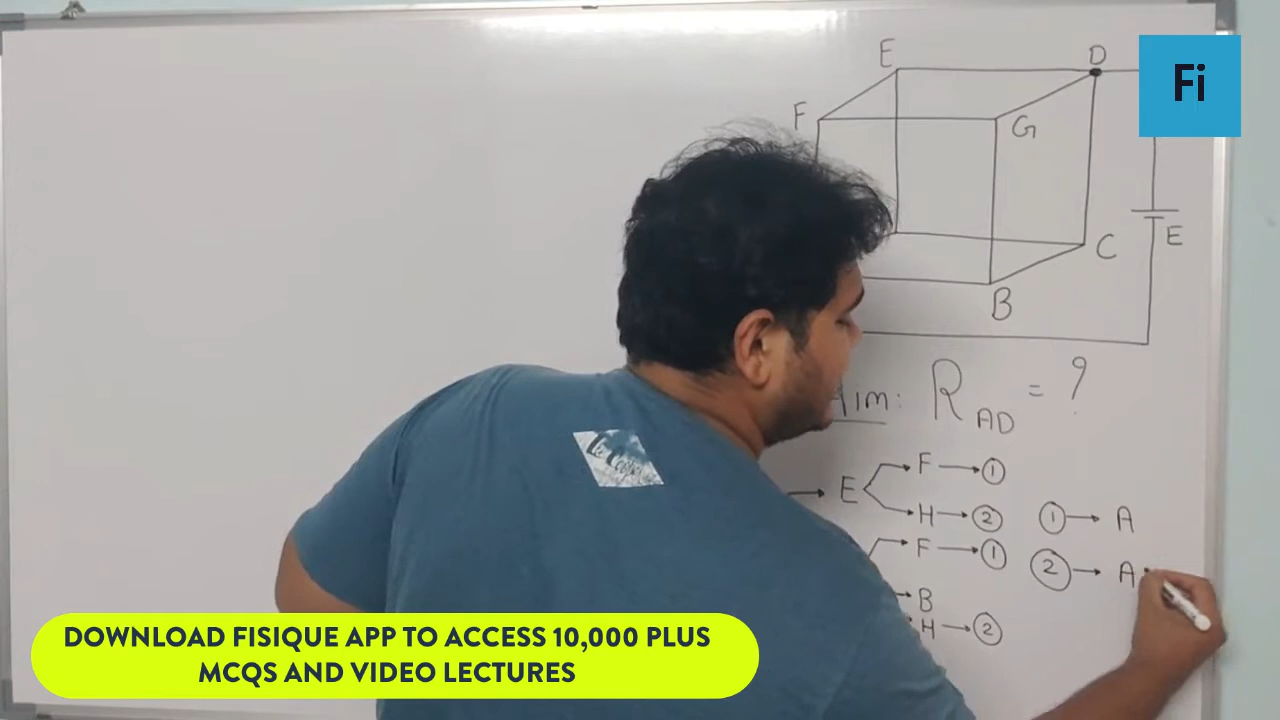 E D
Fi
F G
E
C
B
Aim: R AD = ?
E F → ①
H → ② ① → A
F → ① ② → A
B
H → ②
DOWNLOAD FISIQUE APP TO ACCESS 10,000 PLUS
MCQS AND VIDEO LECTURES